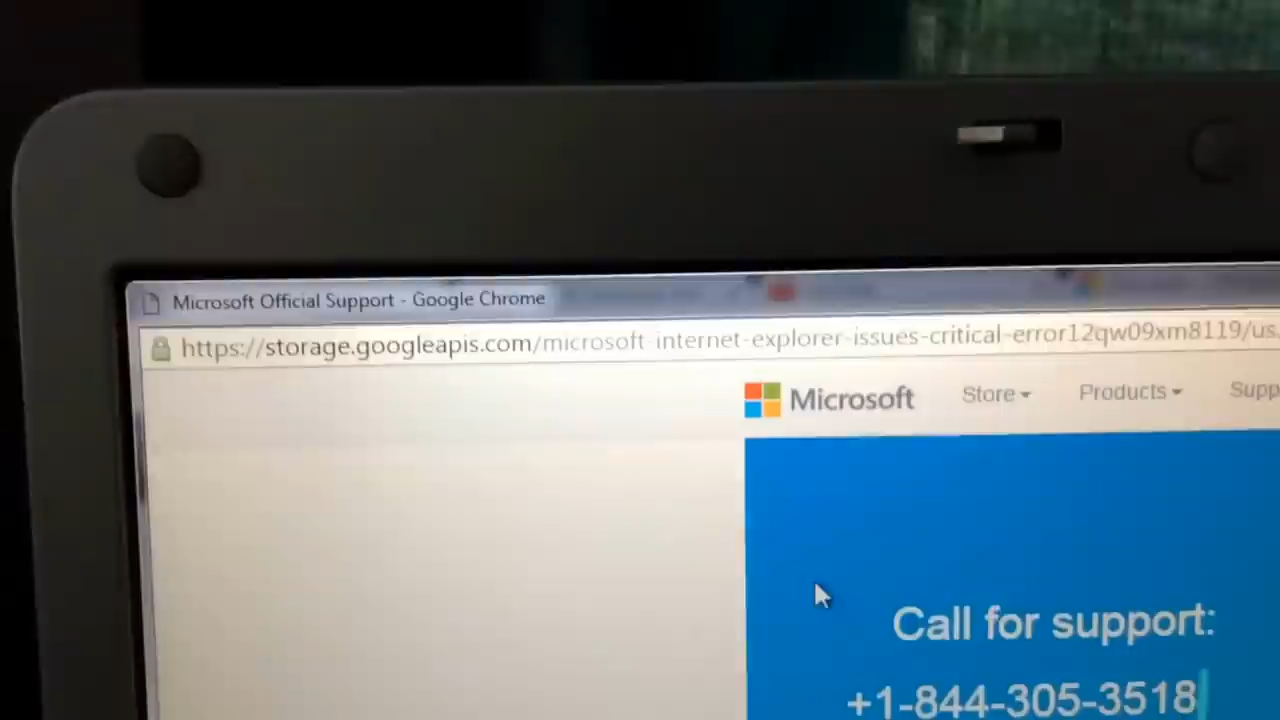 Microsoft Official Support - Google Chrome
https://storage.googleapis.com/microsoft-internet-explorer-issues-critical-error12qw09xm8119/us.
Microsoft Store Products Supp
Call for support:
+1-844-305-3518